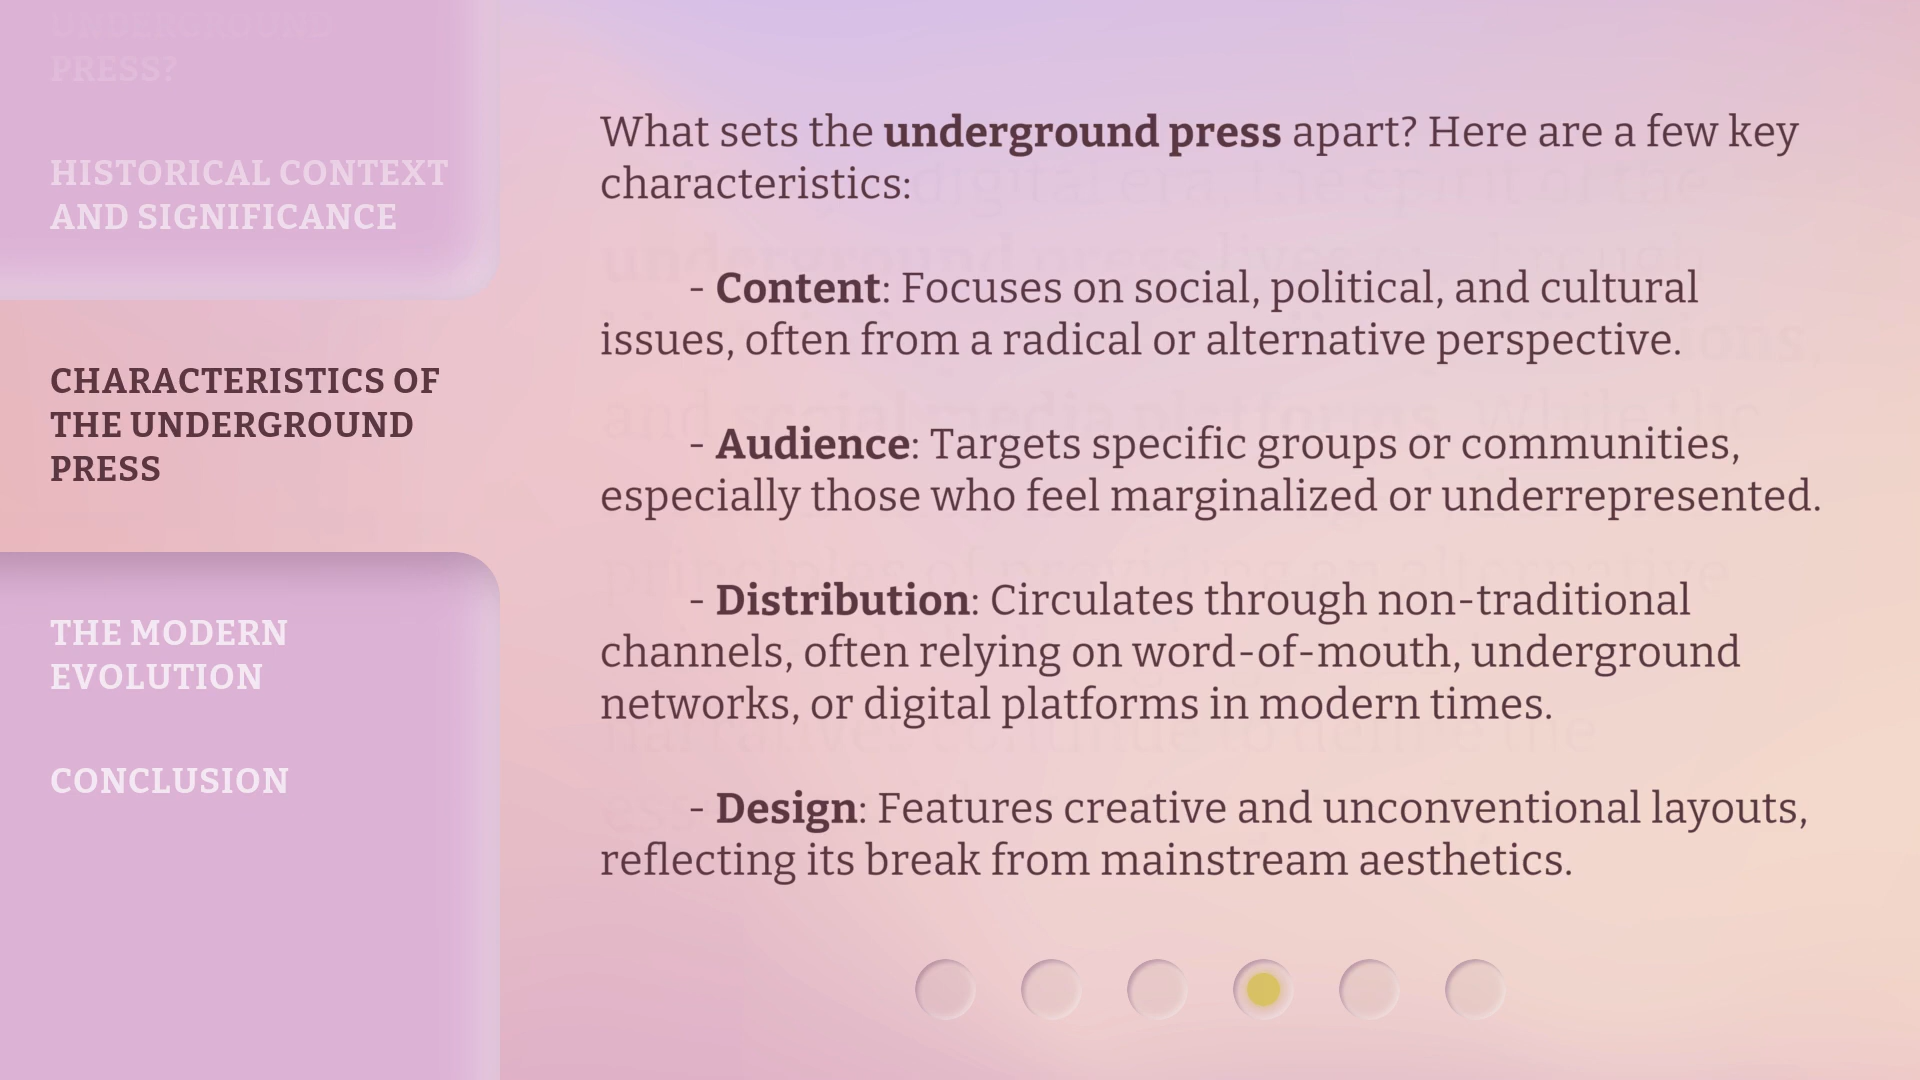 UNDERGROUND
PRESS?
HISTORICAL CONTEXT
AND SIGNIFICANCE
CHARACTERISTICS OF
THE UNDERGROUND
PRESS
THE MODERN
EVOLUTION
CONCLUSION
What sets the underground press apart? Here are a few key
characteristics:
- Content: Focuses on social, political, and cultural
issues, often from a radical or alternative perspective.
- Audience: Targets specific groups or communities,
especially those who feel marginalized or underrepresented.
- Distribution: Circulates through non-traditional
channels, often relying on word-of-mouth, underground
networks, or digital platforms in modern times.
- Design: Features creative and unconventional layouts,
reflecting its break from mainstream aesthetics.